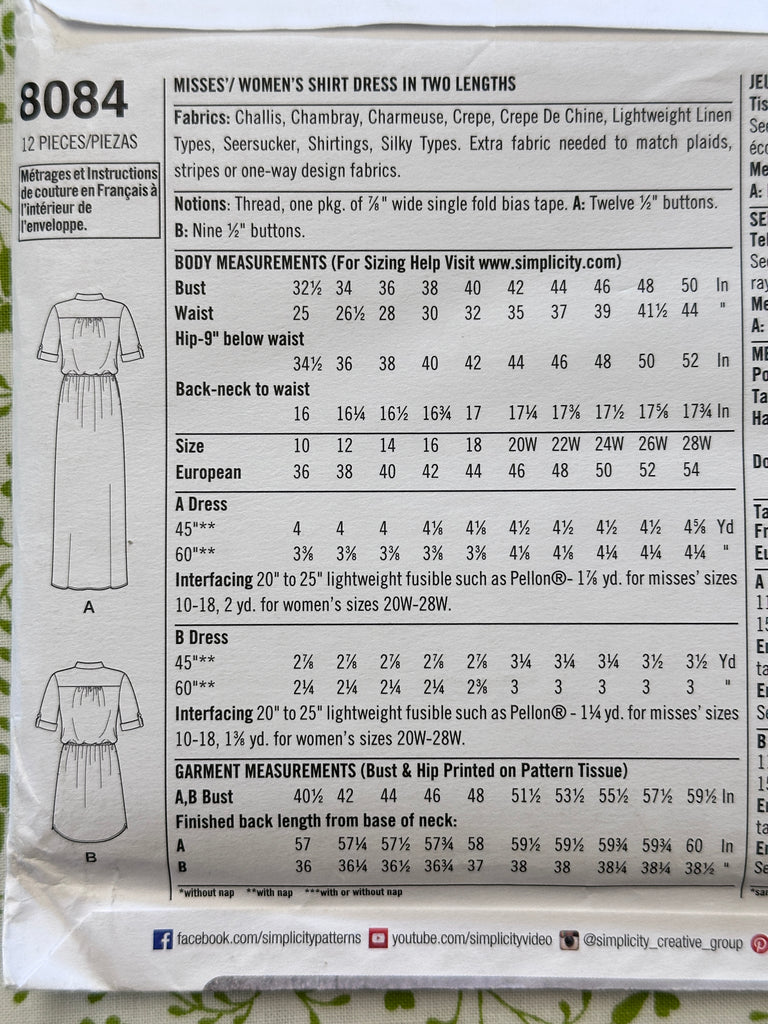 8084
12 PIECES/PIEZAS
Métrages et Instructions
de couture en Français à
l'intérieur de
l'enveloppe.
A
B
MISSES'/ WOMEN'S SHIRT DRESS IN TWO LENGTHS
Fabrics: Challis, Chambray, Charmeuse, Crepe, Crepe De Chine, Lightweight Linen
Types, Seersucker, Shirtings, Silky Types. Extra fabric needed to match plaids,
stripes or one-way design fabrics.
Notions: Thread, one pkg. of ⅞" wide single fold bias tape. A: Twelve ½" buttons.
B: Nine ½" buttons.
BODY MEASUREMENTS (For Sizing Help Visit www.simplicity.com)
Bust 32½ 34 36 38 40 42 44 46 48 50 In
Waist 25 26½ 28 30 32 35 37 39 41½ 44 "
Hip-9" below waist
34½ 36 38 40 42 44 46 48 50 52 In
Back-neck to waist
16 16¼ 16½ 16¾ 17 17¼ 17⅜ 17½ 17⅝ 17¾ In
Size 10 12 14 16 18 20W 22W 24W 26W 28W
European 36 38 40 42 44 46 48 50 52 54
A Dress
45"** 4 4 4 4⅛ 4⅛ 4½ 4½ 4½ 4½ 4⅝ Yd
60"** 3⅜ 3⅜ 3⅜ 3⅜ 3⅜ 4⅛ 4⅛ 4¼ 4¼ 4¼ "
Interfacing 20" to 25" lightweight fusible such as Pellon®- 1⅞ yd. for misses' sizes
10-18, 2 yd. for women's sizes 20W-28W.
B Dress
45"** 2⅞ 2⅞ 2⅞ 2⅞ 2⅞ 3¼ 3¼ 3¼ 3½ 3½ Yd
60"** 2¼ 2¼ 2¼ 2¼ 2⅜ 3 3 3 3 3 "
Interfacing 20" to 25" lightweight fusible such as Pellon® - 1¼ yd. for misses' sizes
10-18, 1⅜ yd. for women's sizes 20W-28W.
GARMENT MEASUREMENTS (Bust & Hip Printed on Pattern Tissue)
A,B Bust 40½ 42 44 46 48 51½ 53½ 55½ 57½ 59½ In
Finished back length from base of neck:
A 57 57¼ 57½ 57¾ 58 59½ 59½ 59¾ 59¾ 60 In
B 36 36¼ 36½ 36¾ 37 38 38 38¼ 38¼ 38½ "
*without nap **with nap ***with or without nap
facebook.com/simplicitypatterns youtube.com/simplicityvideo @simplicity_creative_group